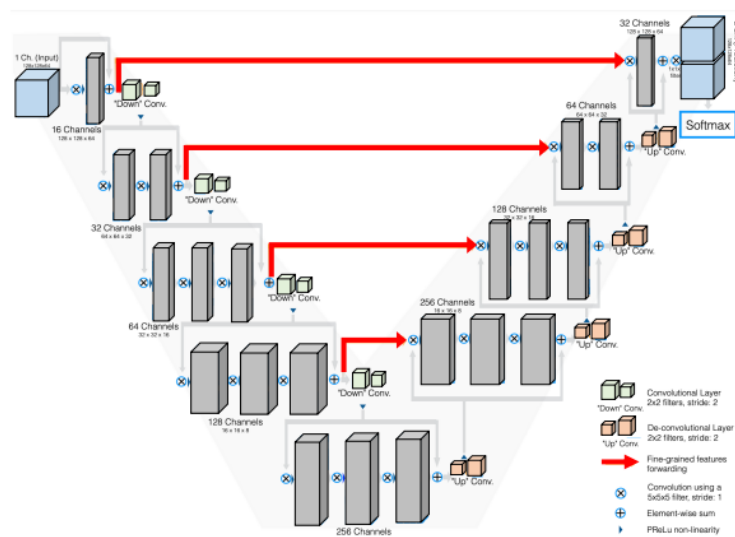 1 Ch. (Input)
128x128x64
"Down" Conv.
16 Channels
128 x 128 x 64
"Down" Conv.
32 Channels
64 x 64 x 32
"Down" Conv.
64 Channels
32 x 32 x 16
"Down" Conv.
128 Channels
16 x 16 x 8
256 Channels
"Up" Conv.
256 Channels
16 x 16 x 8
"Up" Conv.
128 Channels
32 x 32 x 16
"Up" Conv.
64 Channels
64 x 64 x 32
"Up" Conv.
32 Channels
128 x 128 x 64
Softmax
Convolutional Layer
2x2 filters, stride: 2
"Down" Conv.
De-convolutional Layer
2x2 filters, stride: 2
"Up" Conv.
Fine-grained features
forwarding
Convolution using a
5x5x5 filter, stride: 1
Element-wise sum
PReLu non-linearity